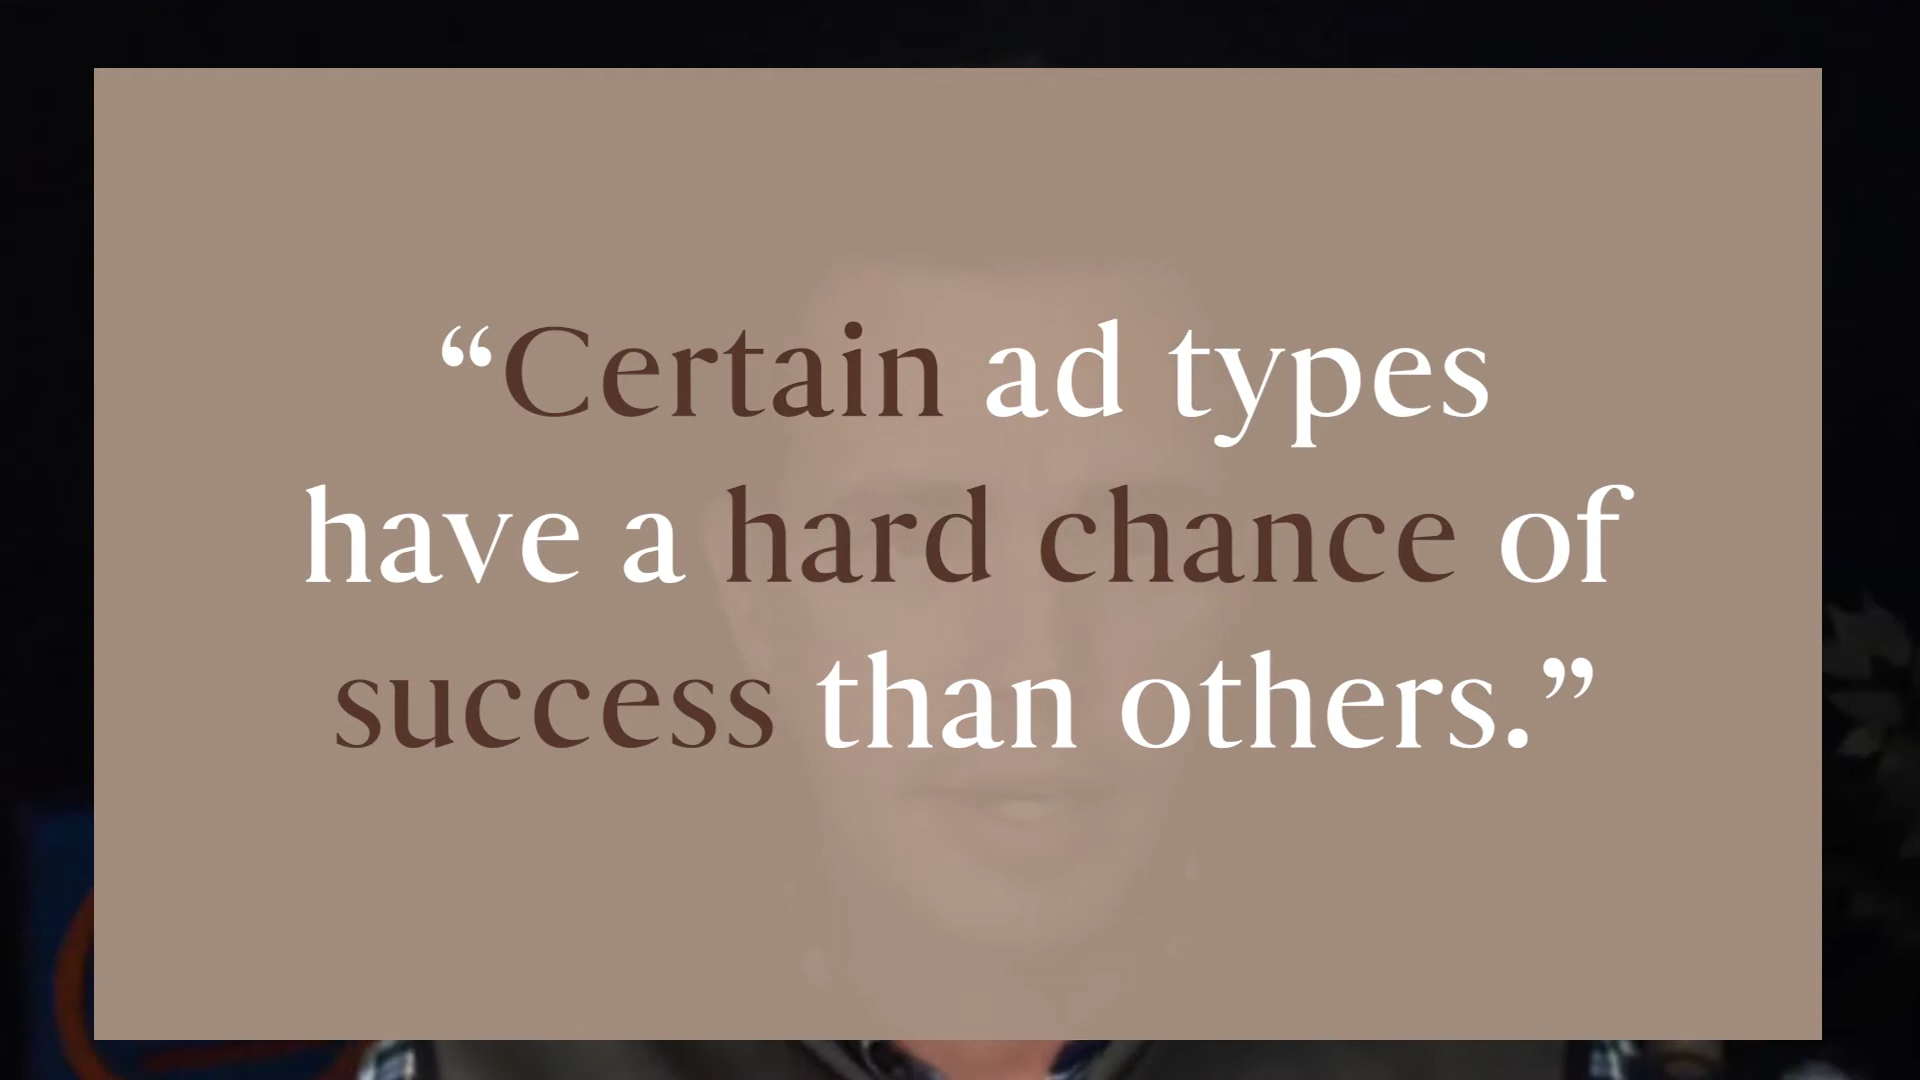 “Certain ad types
have a hard chance of
success than others.”